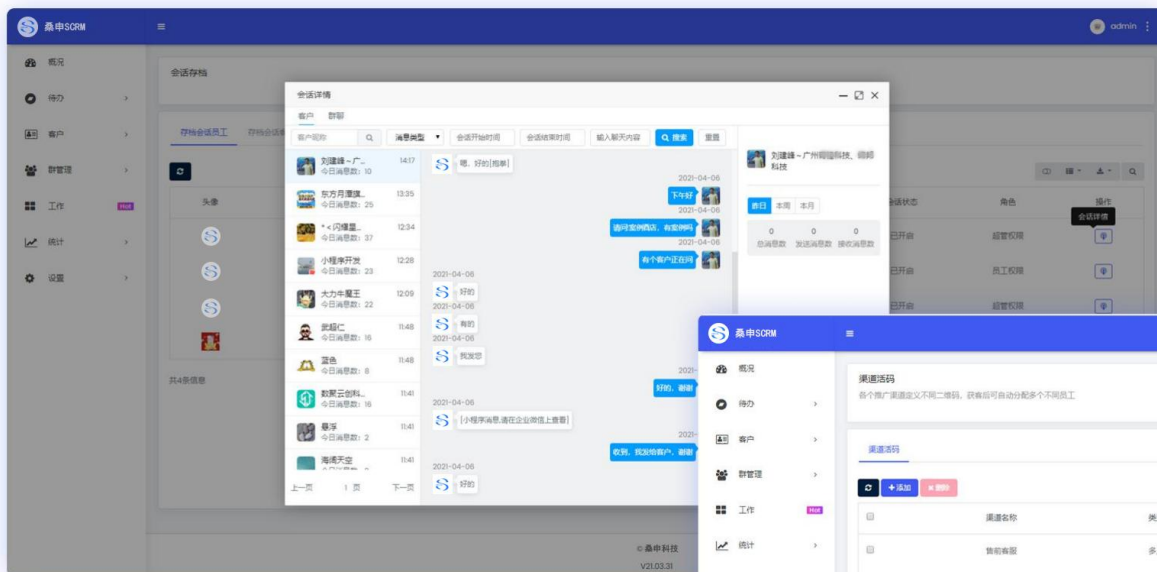 桑申SCRM
admin
概况
待办
客户
群管理
工作 Hot
统计
设置
会话存档
存档会话员工
头像
共4条信息
会话状态 角色 操作
会话详情
已开启 超管权限
已开启 员工权限
已开启 超管权限
会话详情
客户 群聊
客户昵称 消息类型 会话开始时间 会话结束时间 输入聊天内容 搜索 重置
刘建峰～广... 14:17
今日消息数: 10
东方月潭旗... 13:35
今日消息数: 25
*<闪耀皇... 12:34
今日消息数: 37
小程序开发 12:28
今日消息数: 23
大力牛魔王 12:09
今日消息数: 22
武超仁 11:48
今日消息数: 16
蓝色 11:48
今日消息数: 8
数聚云创科... 11:41
今日消息数: 16
悬浮 11:41
今日消息数: 2
海阔天空 11:41
上一页 1 页 下一页
嗯，好的[抱拳]
2021-04-06
下午好
2021-04-06
请问案例酒店，有案例吗
2021-04-06
有个客户正在问
2021-04-06
好的
2021-04-06
有的
2021-04-06
我发您
2021-
好的，谢谢
2021-04-06
[小程序消息,请在企业微信上查看]
2021-
收到，我发给客户，谢谢
2021-04-06
好的
刘建峰～广州 科技、
科技
昨日 本周 本月
0 0 0
总消息数 发送消息数 接收消息数
© 桑申科技
V21.03.31
桑申SCRM
概况
待办
客户
群管理
工作 Hot
统计
渠道活码
各个推广渠道定义不同二维码，获客后可自动分配多个不同员工
渠道活码
+添加 ×删除
渠道名称
售前客服